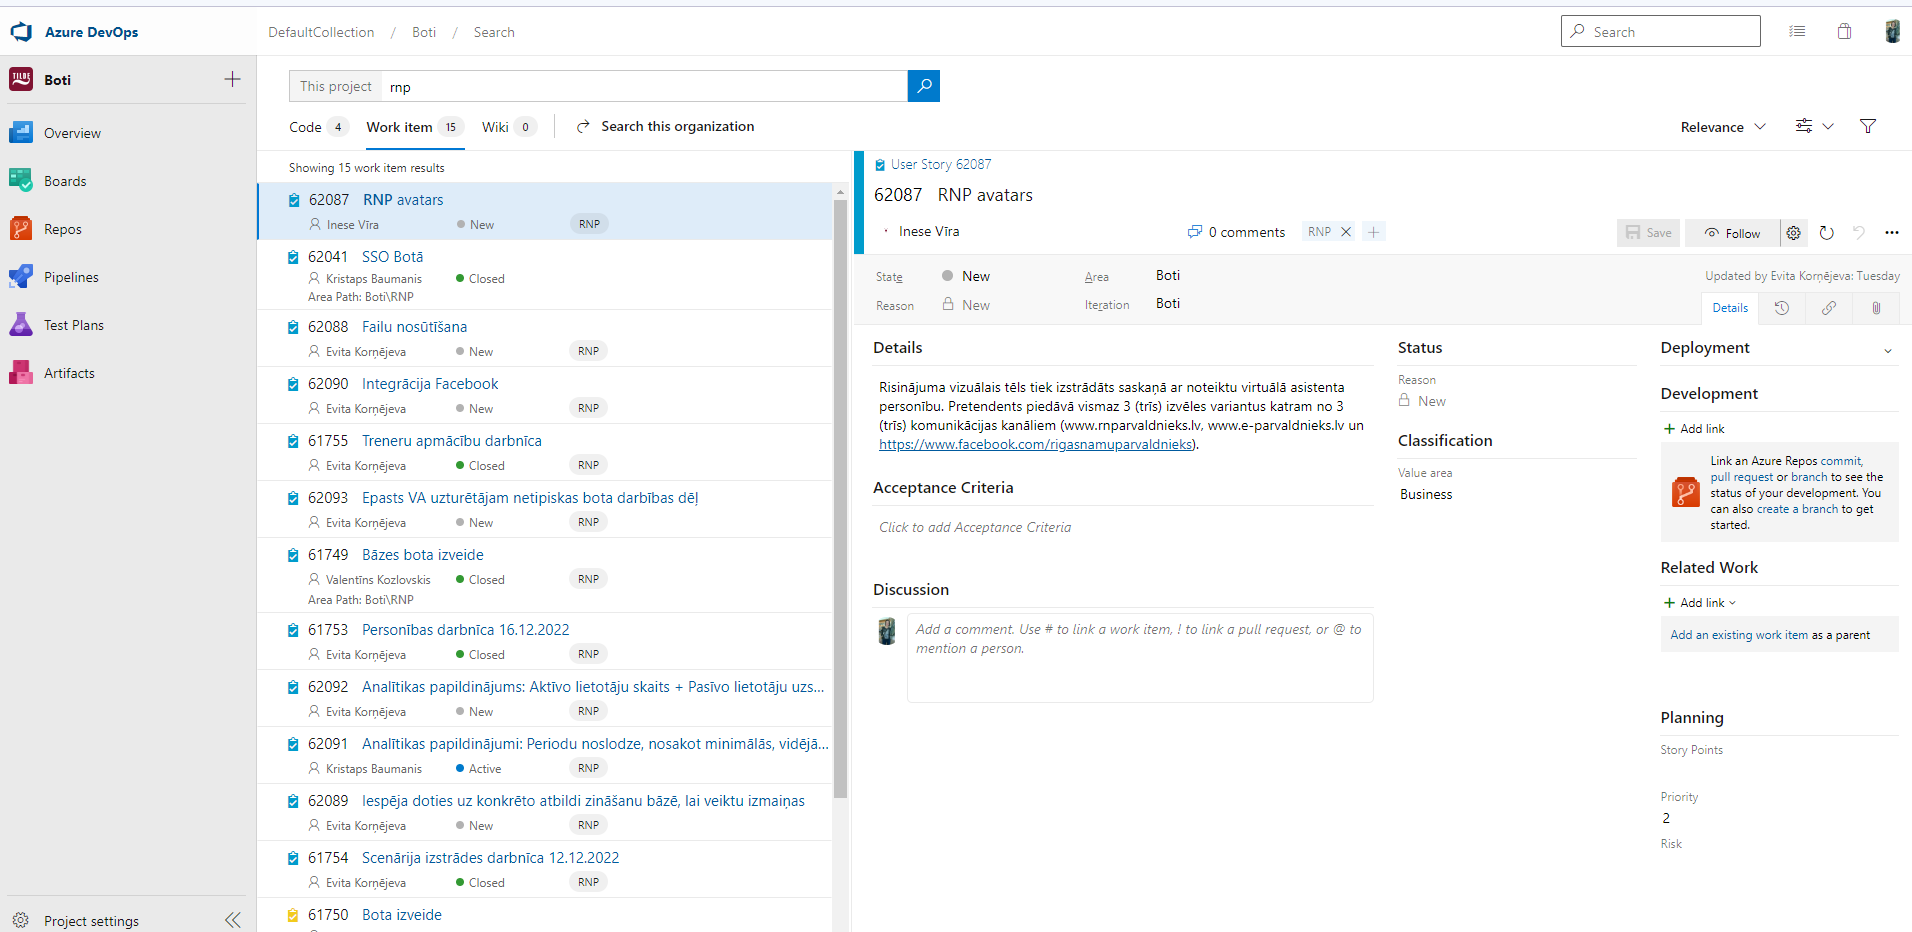 Azure DevOps
DefaultCollection / Boti / Search
Search
TILDE
Boti
Overview
Boards
Repos
Pipelines
Test Plans
Artifacts
Project settings
This project rnp
Code 4 Work item 15 Wiki 0 Search this organization
Relevance
Showing 15 work item results
62087 RNP avatars
Inese Vīra New RNP
62041 SSO Botā
Kristaps Baumanis Closed
Area Path: Boti\RNP
62088 Failu nosūtīšana
Evita Korņējeva New RNP
62090 Integrācija Facebook
Evita Korņējeva New RNP
61755 Treneru apmācību darbnīca
Evita Korņējeva Closed RNP
62093 Epasts VA uzturētājam netipiskas bota darbības dēļ
Evita Korņējeva New RNP
61749 Bāzes bota izveide
Valentīns Kozlovskis Closed RNP
Area Path: Boti\RNP
61753 Personības darbnīca 16.12.2022
Evita Korņējeva Closed RNP
62092 Analītikas papildinājums: Aktīvo lietotāju skaits + Pasīvo lietotāju uzs...
Evita Korņējeva New RNP
62091 Analītikas papildinājumi: Periodu noslodze, nosakot minimālās, vidējā...
Kristaps Baumanis Active RNP
62089 Iespēja doties uz konkrēto atbildi zināšanu bāzē, lai veiktu izmaiņas
Evita Korņējeva New RNP
61754 Scenārija izstrādes darbnīca 12.12.2022
Evita Korņējeva Closed RNP
61750 Bota izveide
User Story 62087
62087 RNP avatars
Inese Vīra 0 comments RNP
Save Follow
State New Area Boti
Reason New Iteration Boti
Updated by Evita Korņējeva: Tuesday
Details
Details
Risinājuma vizuālais tēls tiek izstrādāts saskaņā ar noteiktu virtuālā asistenta
personību. Pretendents piedāvā vismaz 3 (trīs) izvēles variantus katram no 3
(trīs) komunikācijas kanāliem (www.rnparvaldnieks.lv, www.e-parvaldnieks.lv un
https://www.facebook.com/rigasnamuparvaldnieks).
Acceptance Criteria
Click to add Acceptance Criteria
Discussion
Add a comment. Use # to link a work item, ! to link a pull request, or @ to
mention a person.
Status
Reason
New
Classification
Value area
Business
Deployment
Development
Add link
Link an Azure Repos commit,
pull request or branch to see the
status of your development. You
can also create a branch to get
started.
Related Work
Add link
Add an existing work item as a parent
Planning
Story Points
Priority
2
Risk